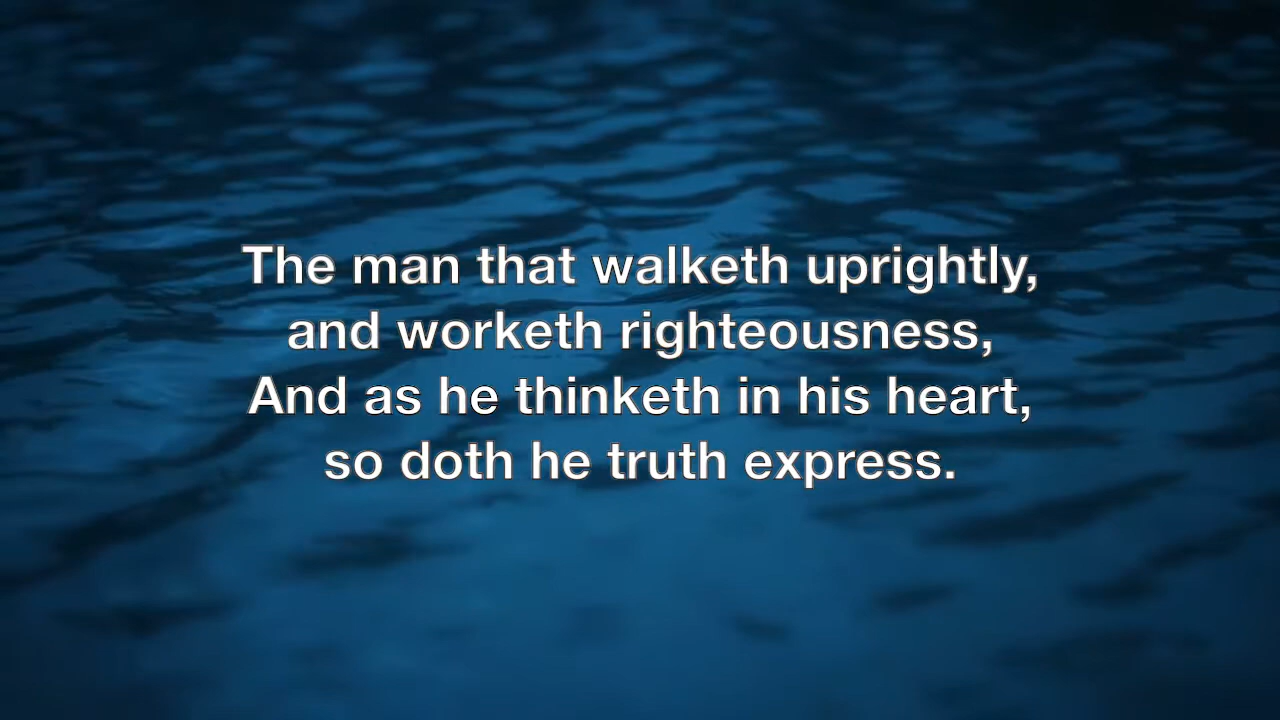 The man that walketh uprightly,
and worketh righteousness,
And as he thinketh in his heart,
so doth he truth express.